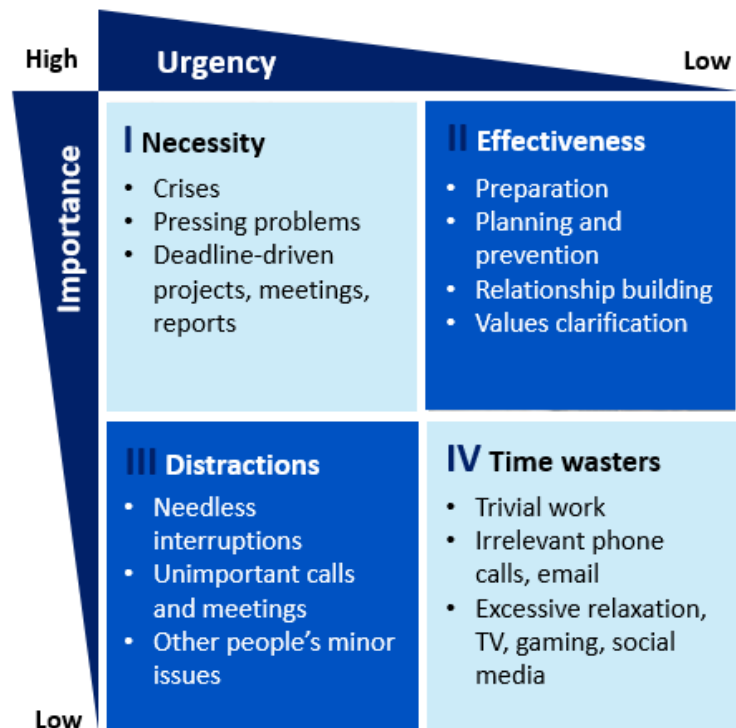 High
Urgency
Low
Importance
I Necessity
• Crises
• Pressing problems
• Deadline-driven
projects, meetings,
reports
II Effectiveness
• Preparation
• Planning and
prevention
• Relationship building
• Values clarification
III Distractions
• Needless
interruptions
• Unimportant calls
and meetings
• Other people’s minor
issues
IV Time wasters
• Trivial work
• Irrelevant phone
calls, email
• Excessive relaxation,
TV, gaming, social
media
Low